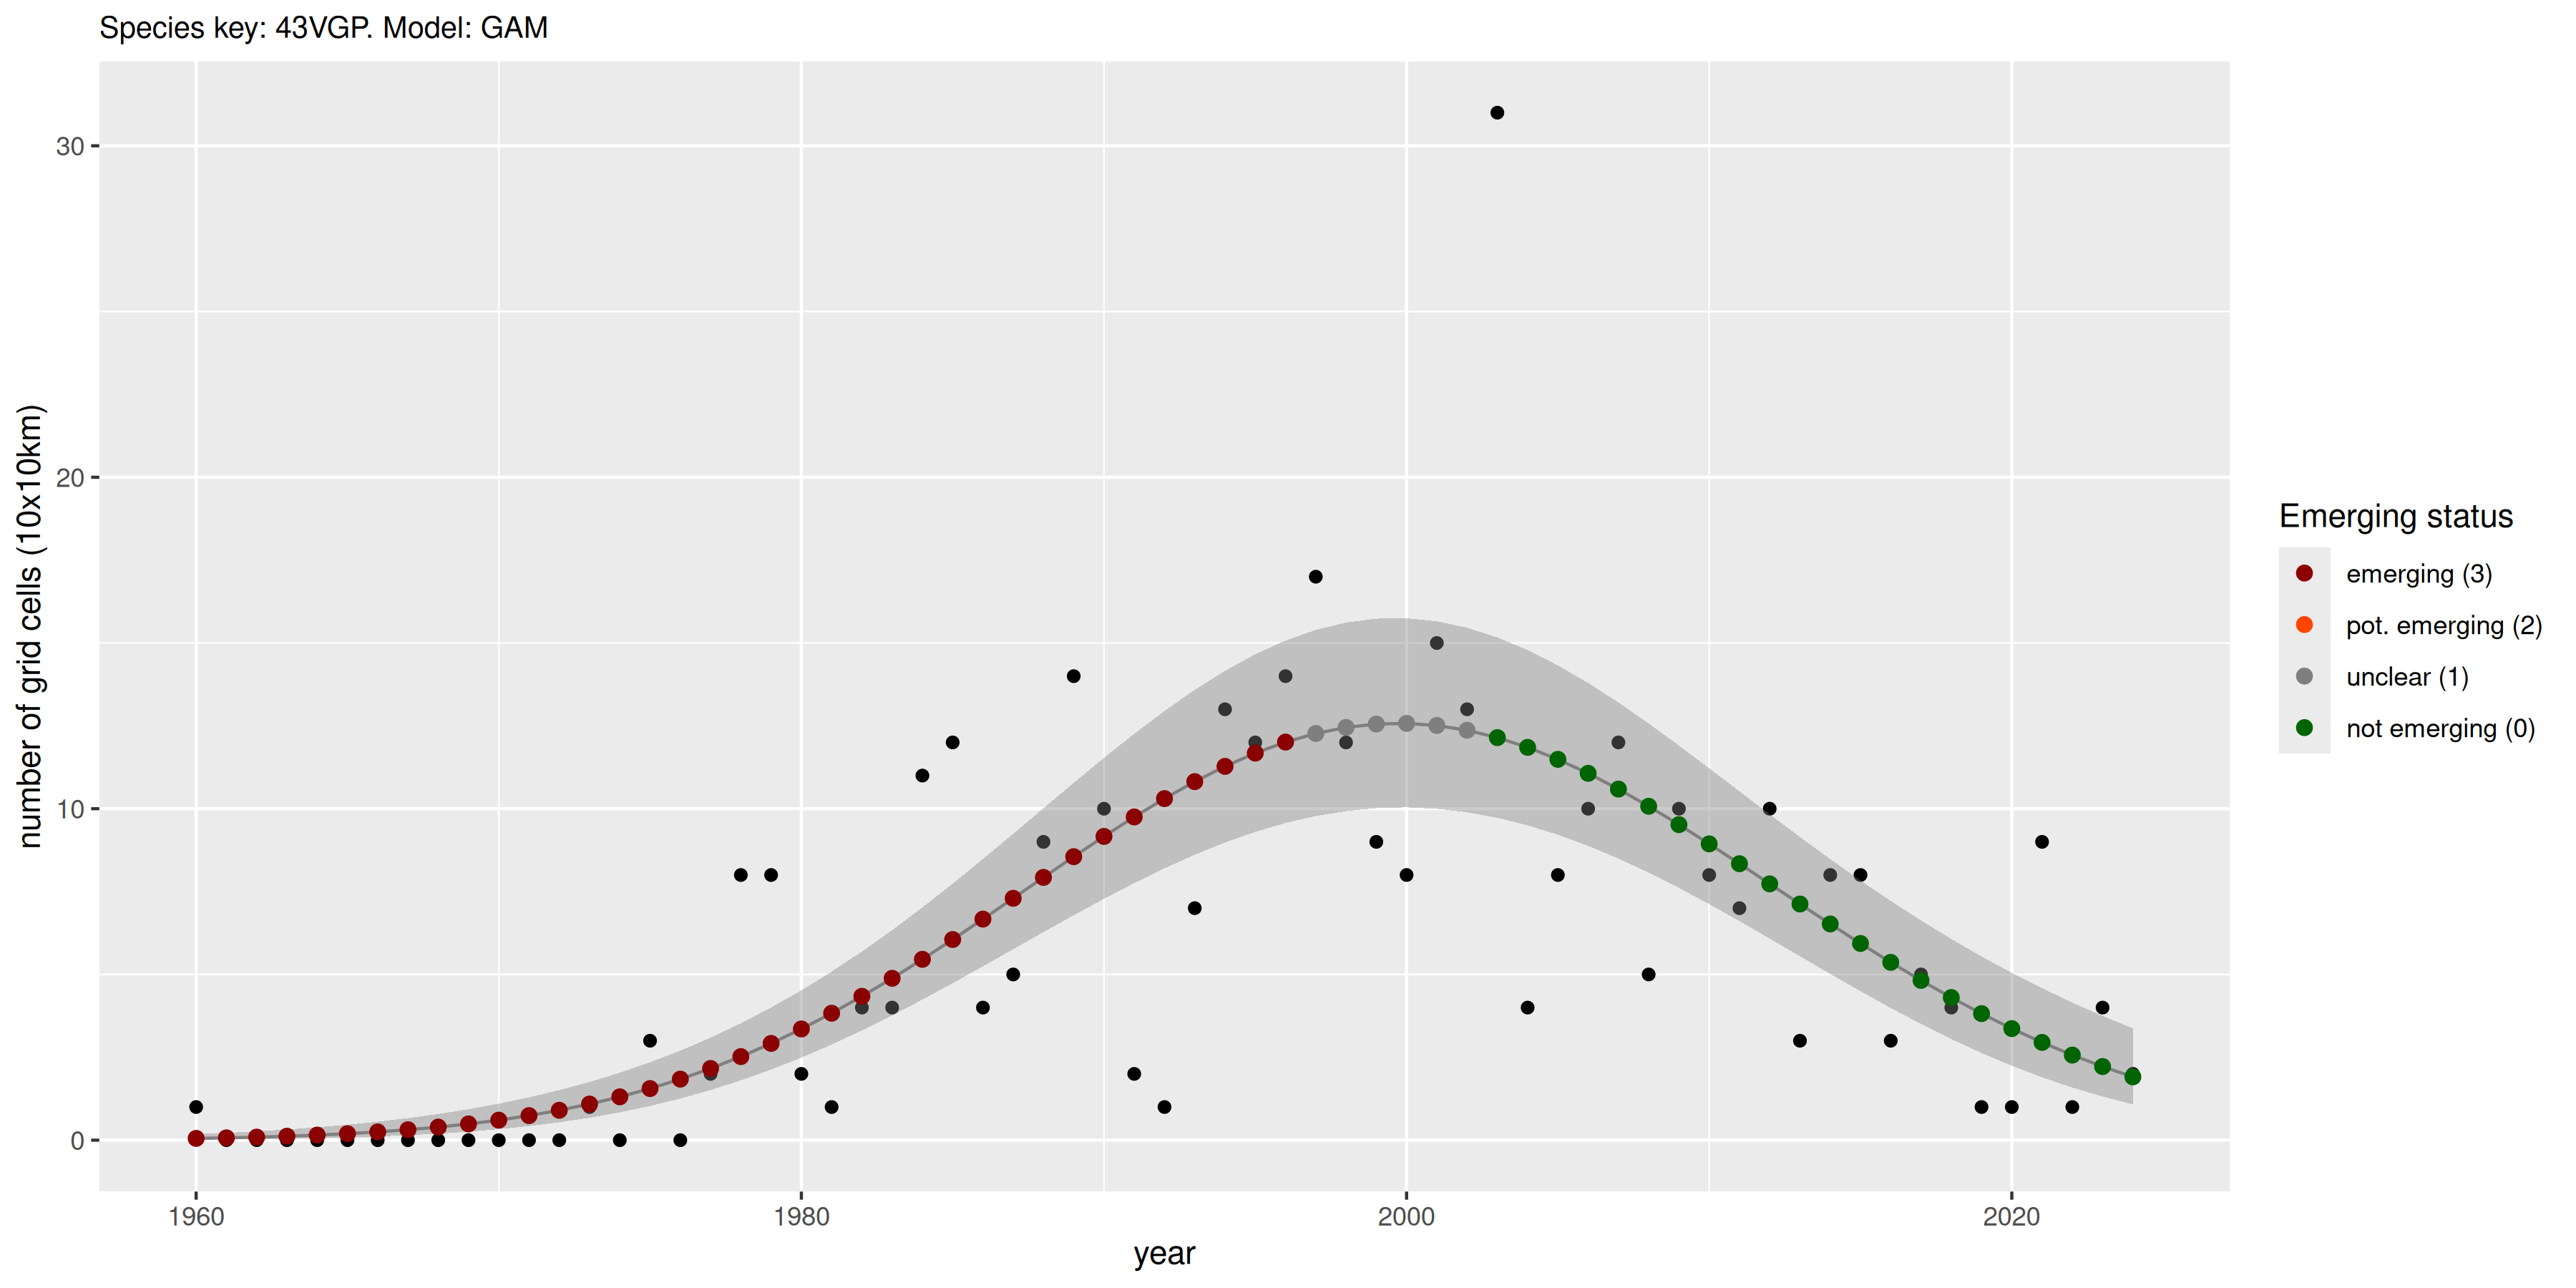 Species key: 43VGP. Model: GAM
30
20
10
0
number of grid cells (10x10km)
1960
1980
2000
2020
year
Emerging status
emerging (3)
pot. emerging (2)
unclear (1)
not emerging (0)